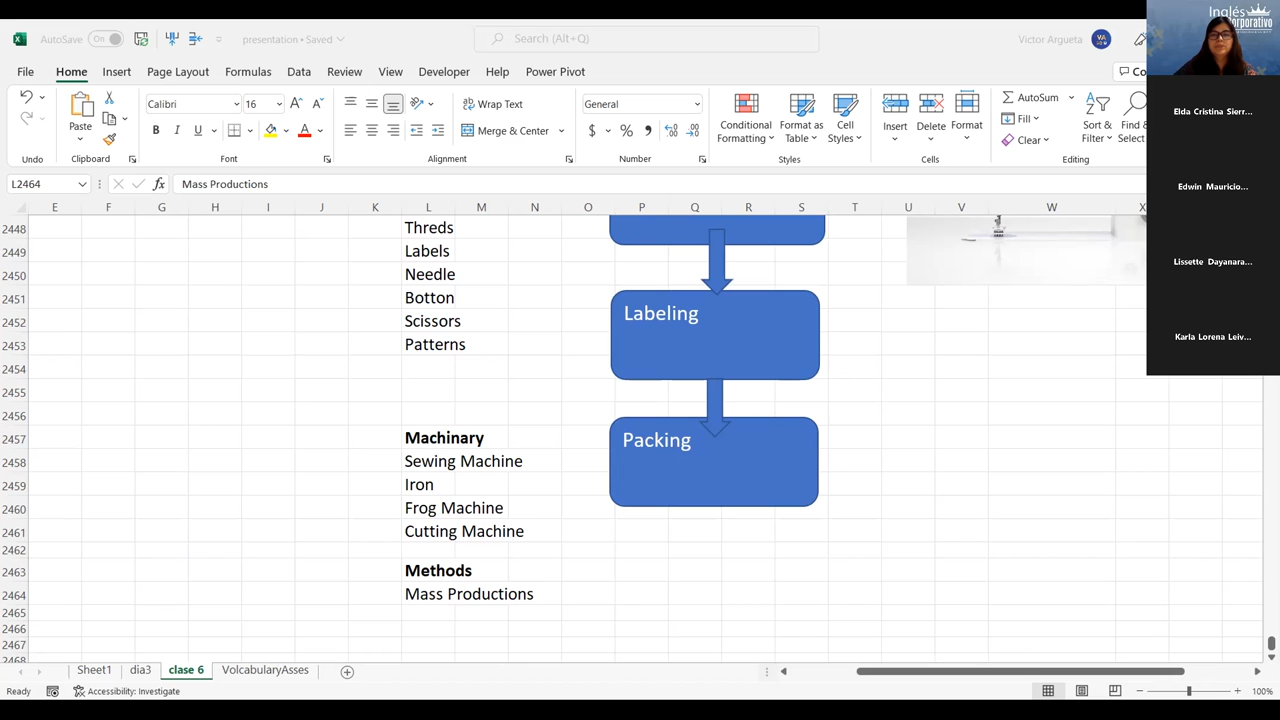 AutoSave On
presentation • Saved
Search (Alt+Q)
Victor Argueta
VA
File Home Insert Page Layout Formulas Data Review View Developer Help Power Pivot
Co
Paste
Calibri
16
Wrap Text
Merge & Center
General
Conditional Formatting
Format as Table
Cell Styles
Insert
Delete
Format
AutoSum
Fill
Clear
Sort & Filter
Find & Select
Undo Clipboard Font Alignment Number Styles Cells Editing
L2464
fx
Mass Productions
E F G H I J K L M N O P Q R S T U V W X
2448 Threds
2449 Labels
2450 Needle
2451 Botton
2452 Scissors
2453 Patterns
2454
2455
2456
2457 Machinary
2458 Sewing Machine
2459 Iron
2460 Frog Machine
2461 Cutting Machine
2462
2463 Methods
2464 Mass Productions
2465
2466
2467
2468
Labeling
Packing
Inglés
Corporativo
Elda Cristina Sierr...
Edwin Mauricio...
Lissette Dayanara...
Karla Lorena Leiv...
Sheet1 dia3 clase 6 VolcabularyAsses
Ready
Accessibility: Investigate
100%